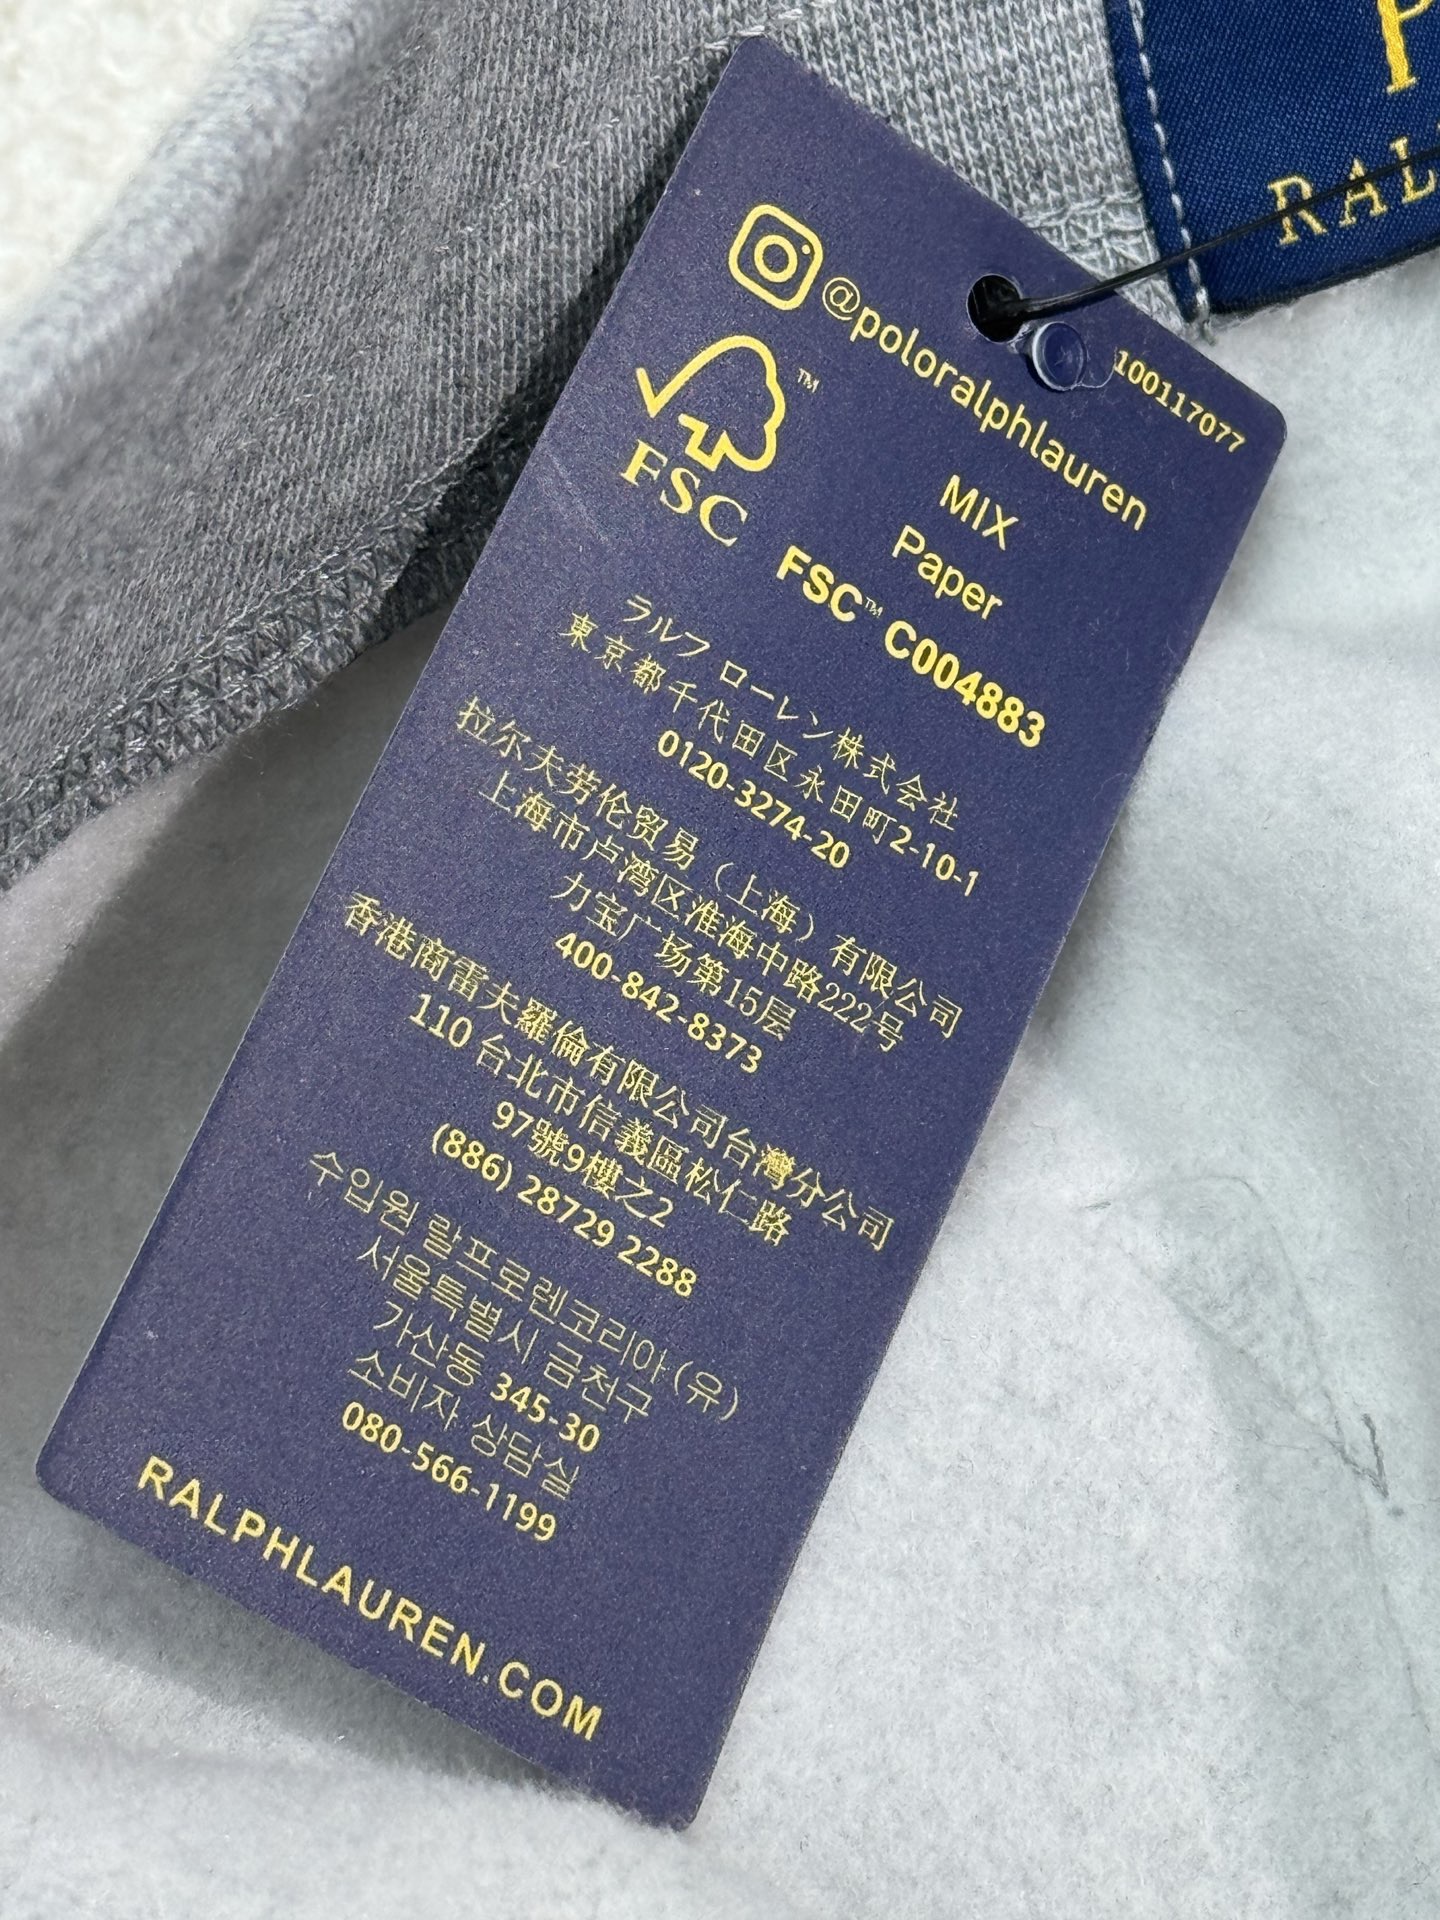 P
RAL
100117077
@poloralphlauren
FSC™
MIX
Paper
FSC™ C004883
ラルフ ローレン株式会社
東京都千代田区永田町2-10-1
0120-3274-20
拉尔夫劳伦贸易（上海）有限公司
上海市卢湾区淮海中路222号
力宝广场第15层
400-842-8373
香港商雷夫羅倫有限公司台灣分公司
110 台北市信義區松仁路
97號9樓之2
(886) 28729 2288
수입원 랄프로렌코리아(유)
서울특별시 금천구
가산동 345-30
소비자 상담실
080-566-1199
RALPHLAUREN.COM